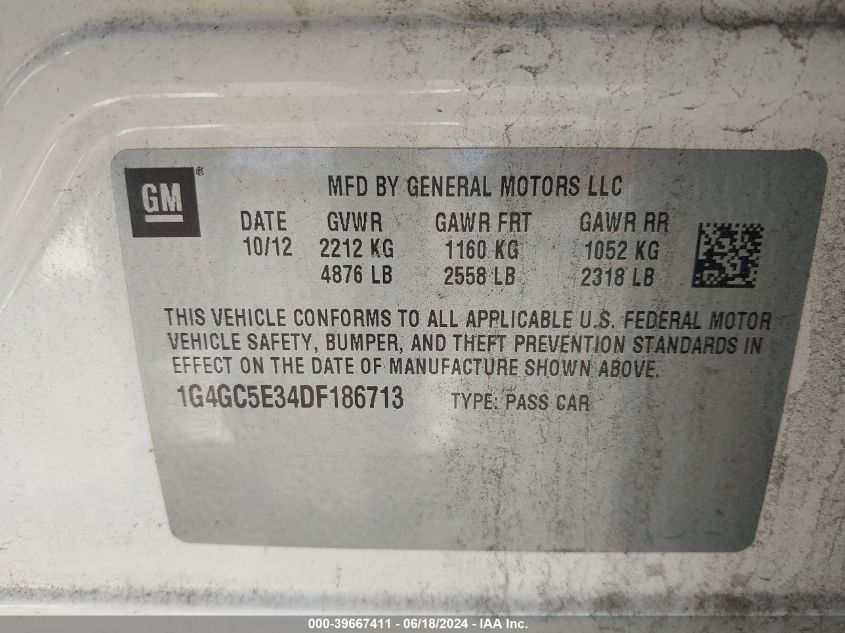 GM®
MFD BY GENERAL MOTORS LLC
DATE GVWR GAWR FRT GAWR RR
10/12 2212 KG 1160 KG 1052 KG
4876 LB 2558 LB 2318 LB
THIS VEHICLE CONFORMS TO ALL APPLICABLE U.S. FEDERAL MOTOR
VEHICLE SAFETY, BUMPER, AND THEFT PREVENTION STANDARDS IN
EFFECT ON THE DATE OF MANUFACTURE SHOWN ABOVE.
1G4GC5E34DF186713 TYPE: PASS CAR
000-39667411 - 06/18/2024 - IAA Inc.